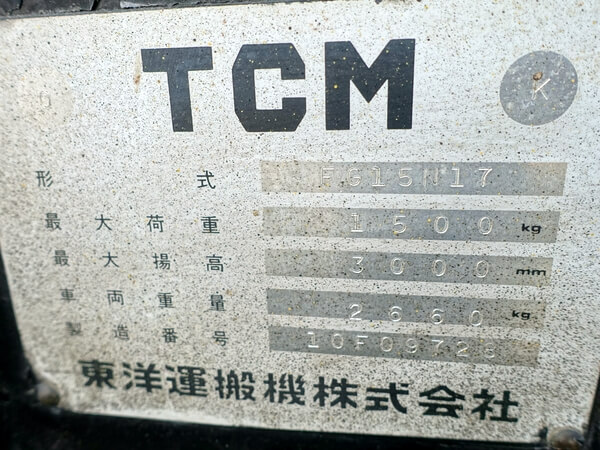 TCM K
形式 FG15N17
最大荷重 1500 kg
最大揚高 3000 mm
車両重量 2660 kg
製造番号
東洋運搬機株式会社